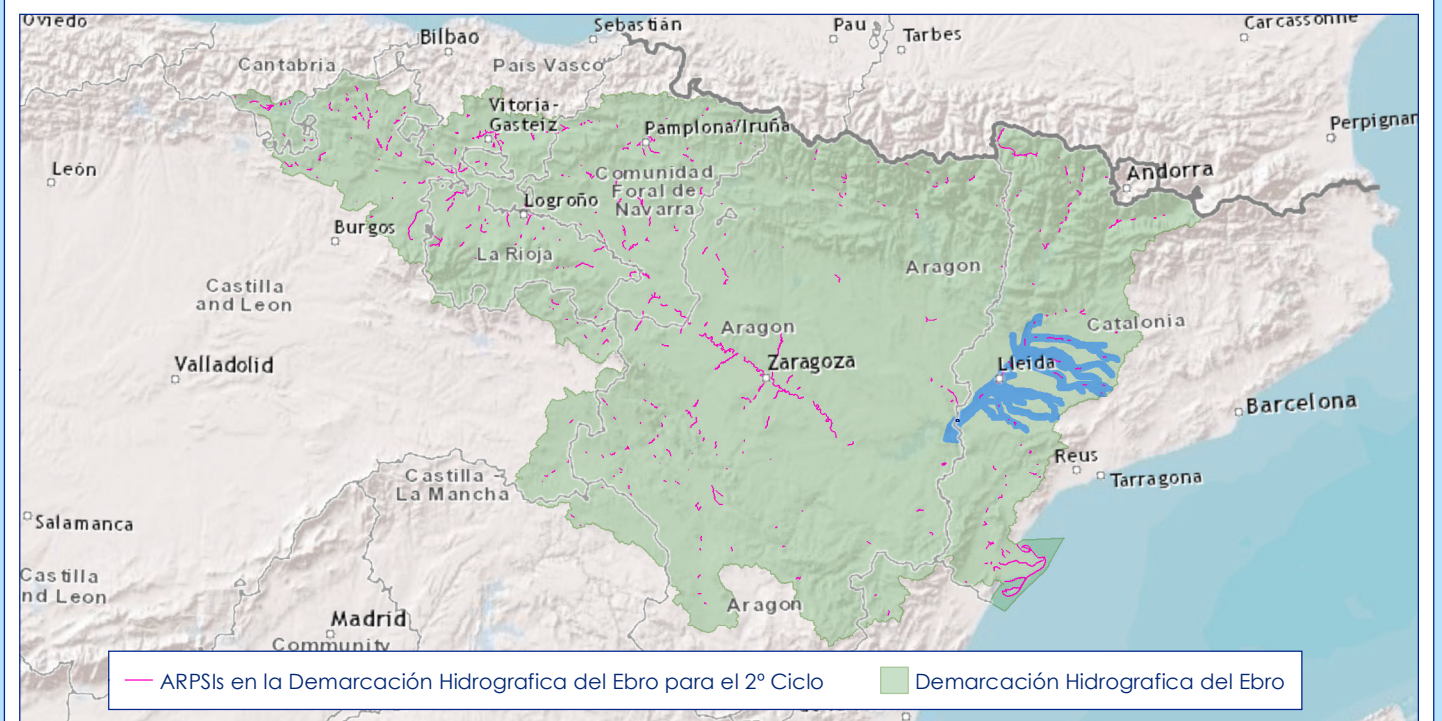 Oviedo
Sebastián
Pau
Carcassonne
Bilbao
Tarbes
Cantabria
País Vasco
Vitoria-
Gasteiz
Pamplona/Iruña
Perpignan
León
Andorra
Comunidad
Foral de
Navarra
Logroño
Burgos
La Rioja
Aragon
Castilla
and Leon
Catalonia
Aragon
Zaragoza
Lleida
Valladolid
Barcelona
Reus
Tarragona
Castilla
La Mancha
Salamanca
Castilla
nd Leon
Aragon
Madrid
Community
ARPSIs en la Demarcación Hidrografica del Ebro para el 2º Ciclo
Demarcación Hidrografica del Ebro